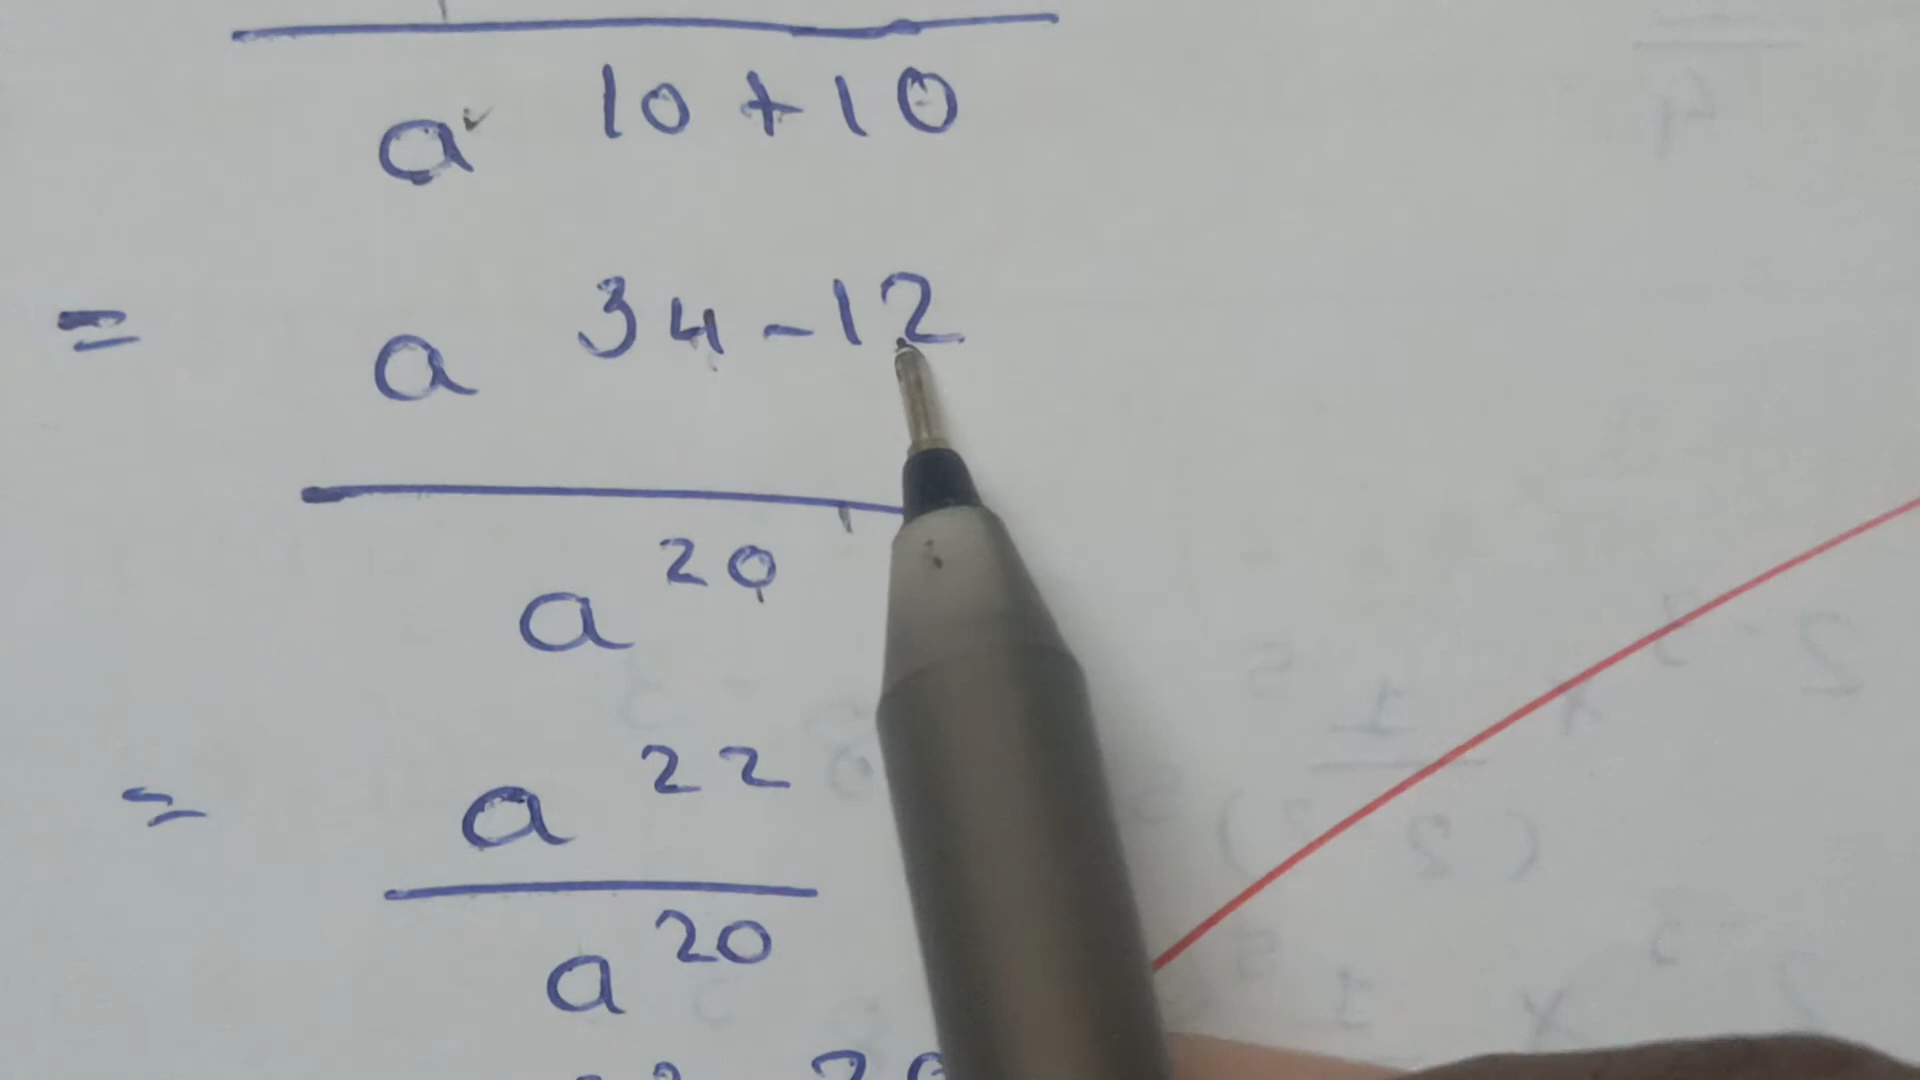 a 10 + 10
= a 34 - 12
a 20
= a 22
a 20